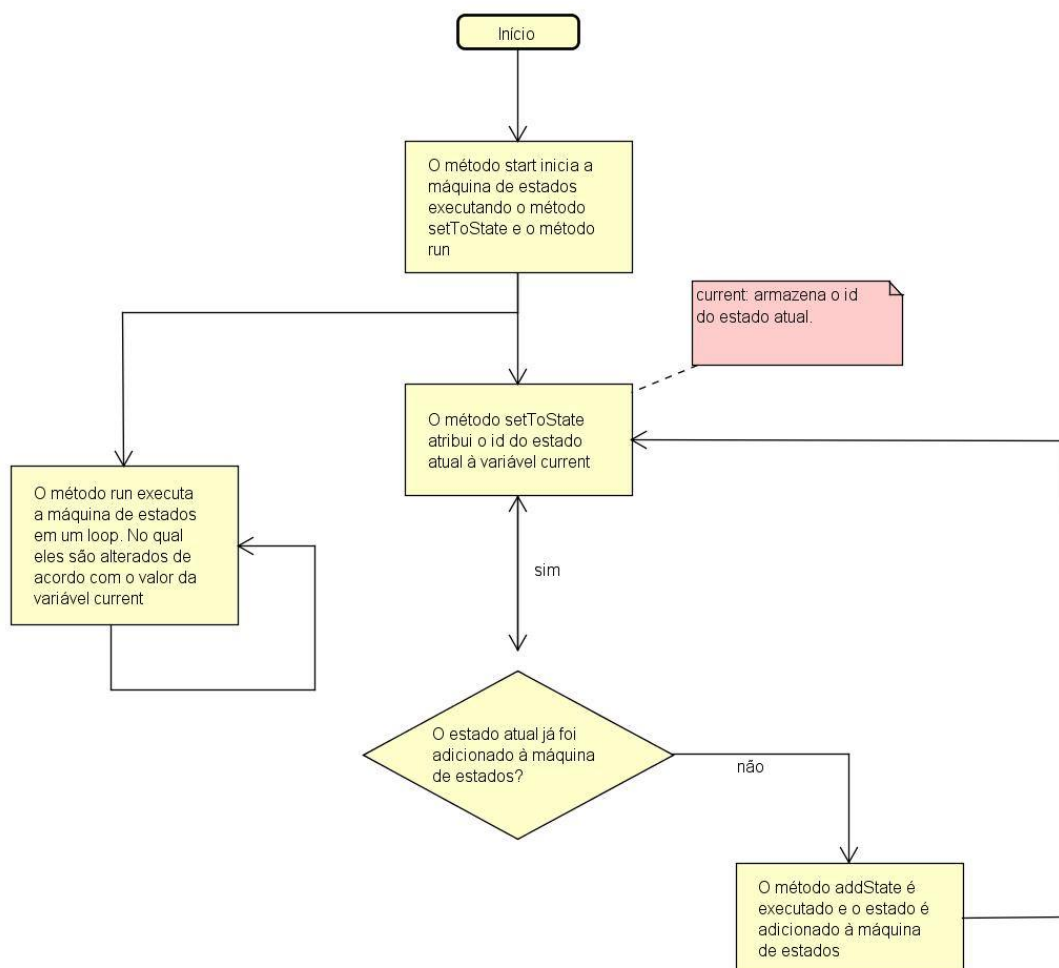 Início
O método start inicia a
máquina de estados
executando o método
setToState e o método
run
current: armazena o id
do estado atual.
O método setToState
atribui o id do estado
atual à variável current
O método run executa
a máquina de estados
em um loop. No qual
eles são alterados de
acordo com o valor da
variável current
sim
O estado atual já foi
adicionado à máquina
de estados?
não
O método addState é
executado e o estado é
adicionado à máquina
de estados